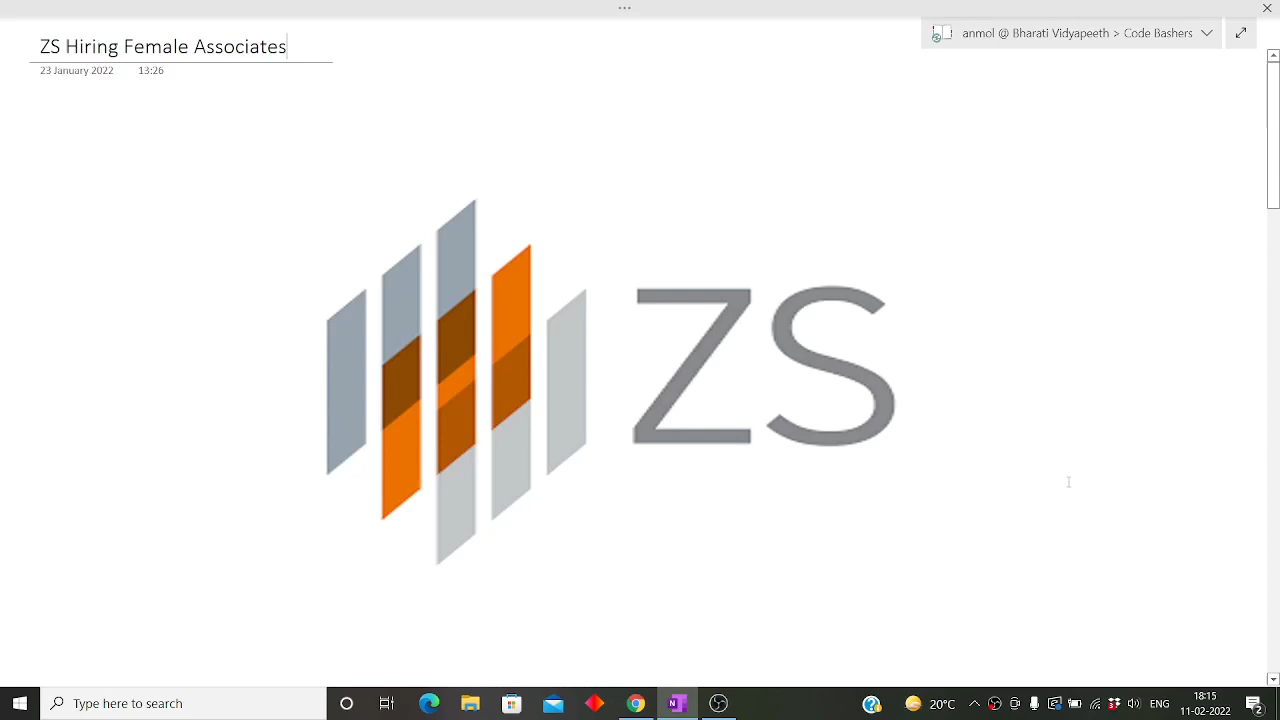 anmol @ Bharati Vidyapeeth > Code Bashers
ZS Hiring Female Associates
23 January 2022 13:26
ZS
Type here to search
20°C
ENG
18:15
11-02-2022
2